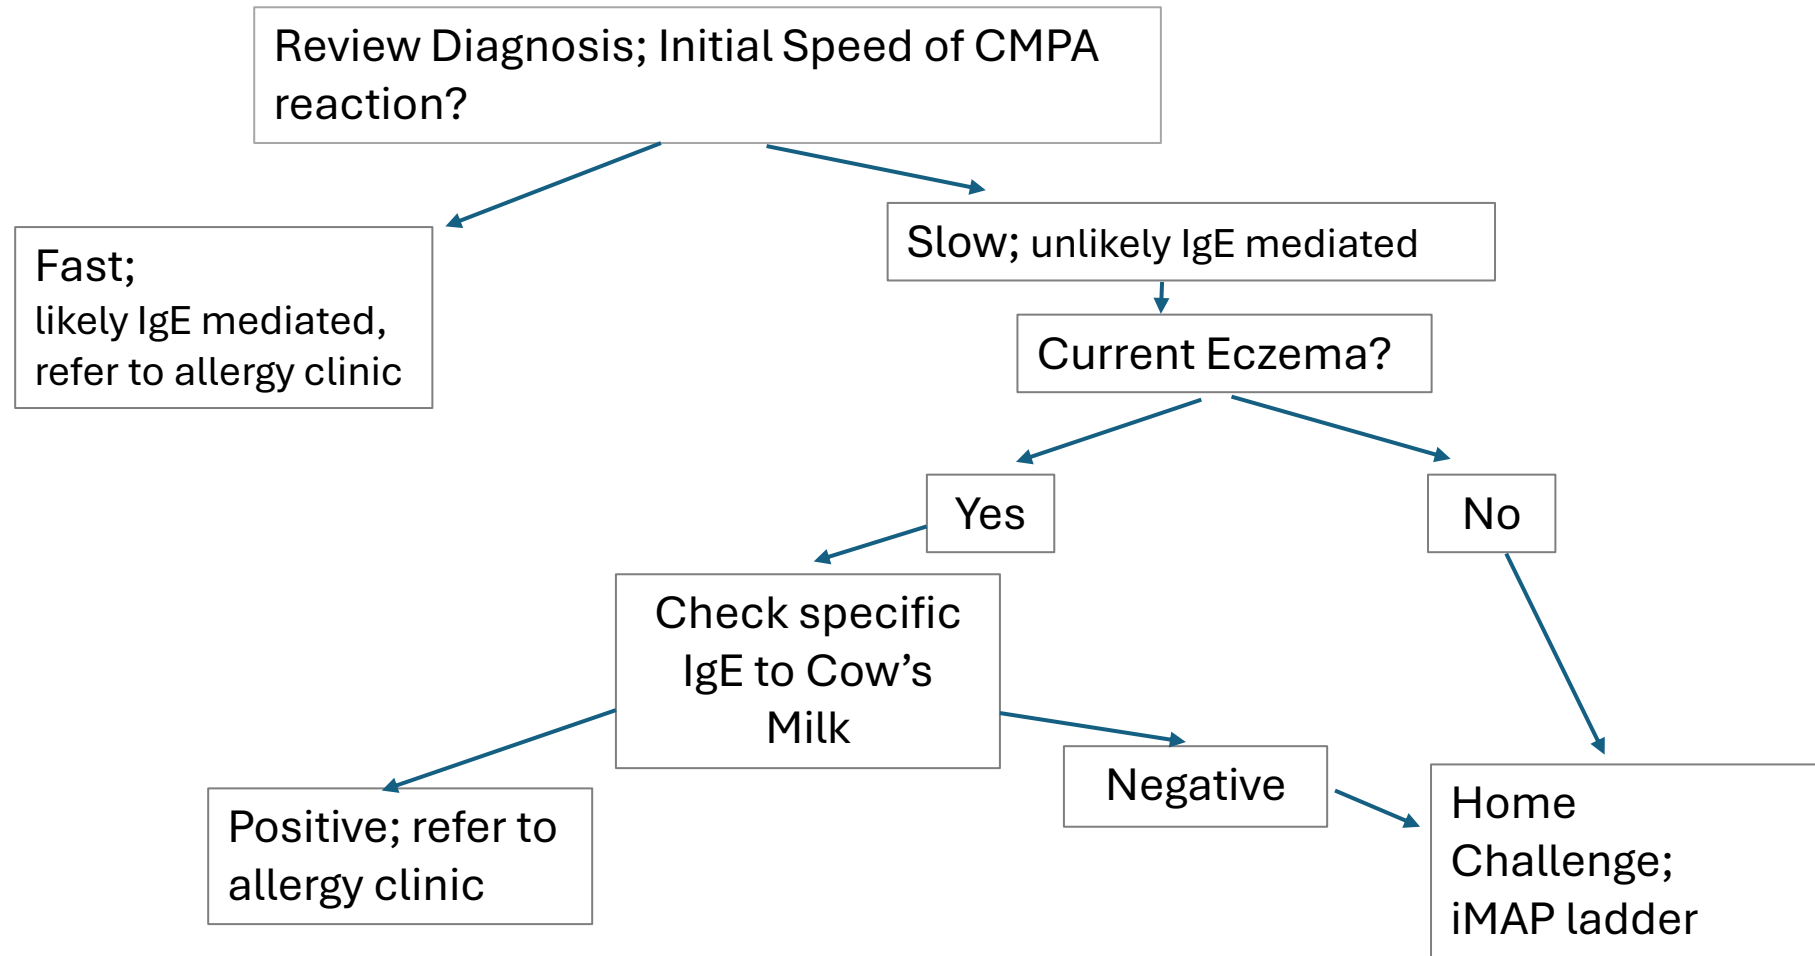 Review Diagnosis; Initial Speed of CMPA
reaction?
Fast;
likely IgE mediated,
refer to allergy clinic
Slow; unlikely IgE mediated
Current Eczema?
Yes
No
Check specific
IgE to Cow’s
Milk
Positive; refer to
allergy clinic
Negative
Home
Challenge;
iMAP ladder